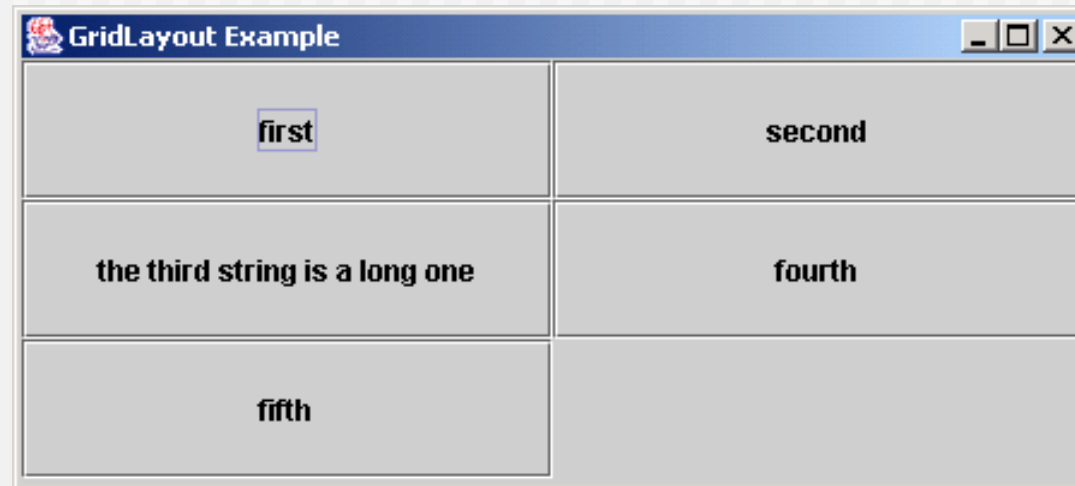 GridLayout Example
first
second
the third string is a long one
fourth
fifth